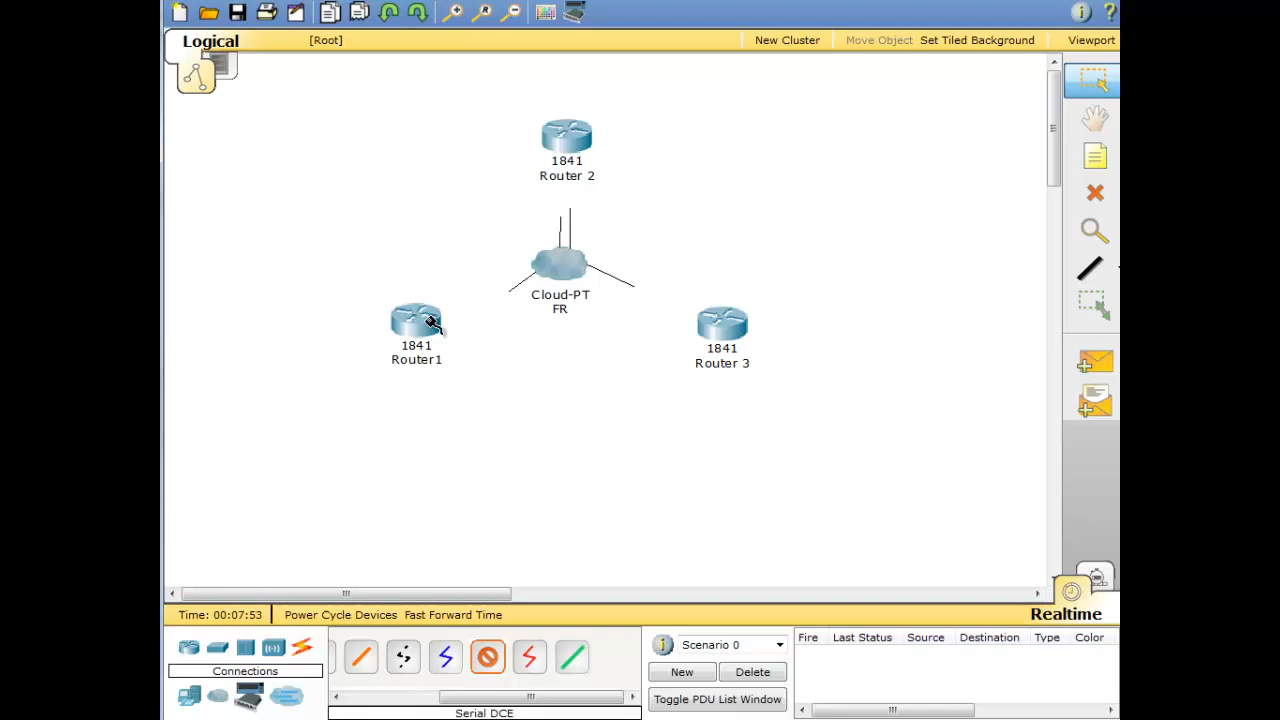 Logical
[Root]
New Cluster
Move Object
Set Tiled Background
Viewport
1841
Router 2
Cloud-PT
FR
1841
Router1
1841
Router 3
Time: 00:07:53
Power Cycle Devices Fast Forward Time
Realtime
Connections
Serial DCE
Scenario 0
New
Delete
Toggle PDU List Window
Fire
Last Status
Source
Destination
Type
Color